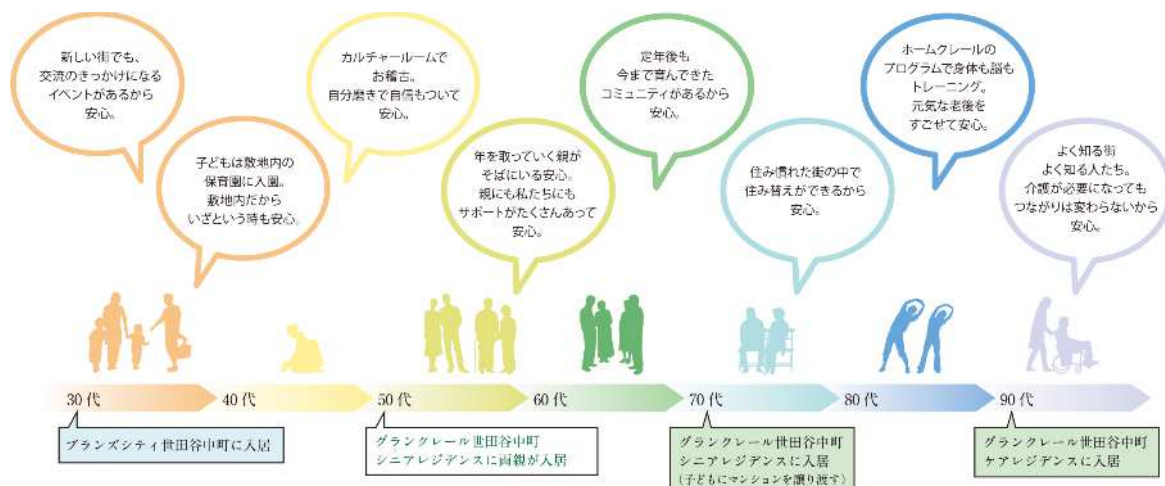 新しい街でも、
交流のきっかけになる
イベントがあるから
安心。
子どもは敷地内の
保育園に入園。
敷地内だから
いざという時も安心。
カルチャールームで
お稽古。
自分磨きで自信もついて
安心。
年を取っていく親が
そばにいる安心。
親にも私たちにも
サポートがたくさんあって
安心。
定年後も
今まで育んできた
コミュニティがあるから
安心。
住み慣れた街の中で
住み替えができるから
安心。
ホームクレールの
プログラムで身体も脳も
トレーニング。
元気な老後を
すごせて安心。
よく知る街
よく知る人たち。
介護が必要になっても
つながりは変わらないから
安心。
30代
40代
50代
60代
70代
80代
90代
ブランズシティ世田谷中町に入居
グランクレール世田谷中町
シニアレジデンスに両親が入居
グランクレール世田谷中町
シニアレジデンスに入居
(子どもにマンションを譲り渡す)
グランクレール世田谷中町
ケアレジデンスに入居